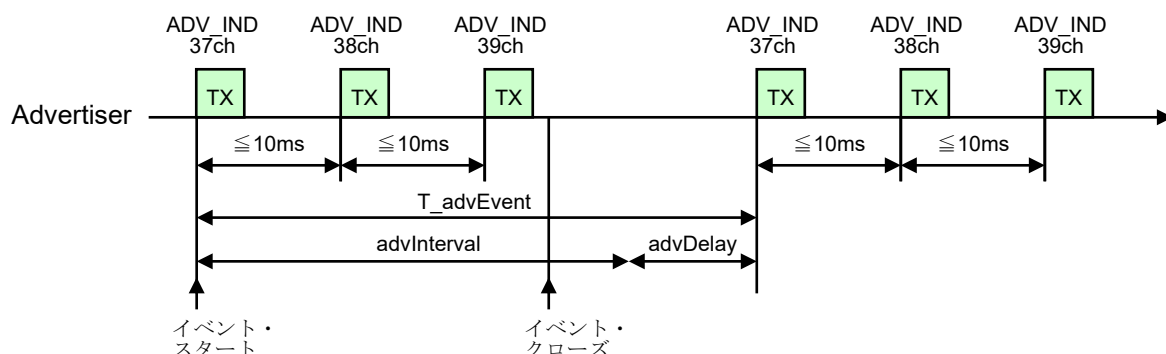 ADV_IND
37ch
ADV_IND
38ch
ADV_IND
39ch
ADV_IND
37ch
ADV_IND
38ch
ADV_IND
39ch
TX
TX
TX
TX
TX
TX
Advertiser
≦10ms
≦10ms
≦10ms
≦10ms
T_advEvent
advInterval
advDelay
イベント・
スタート
イベント・
クローズ